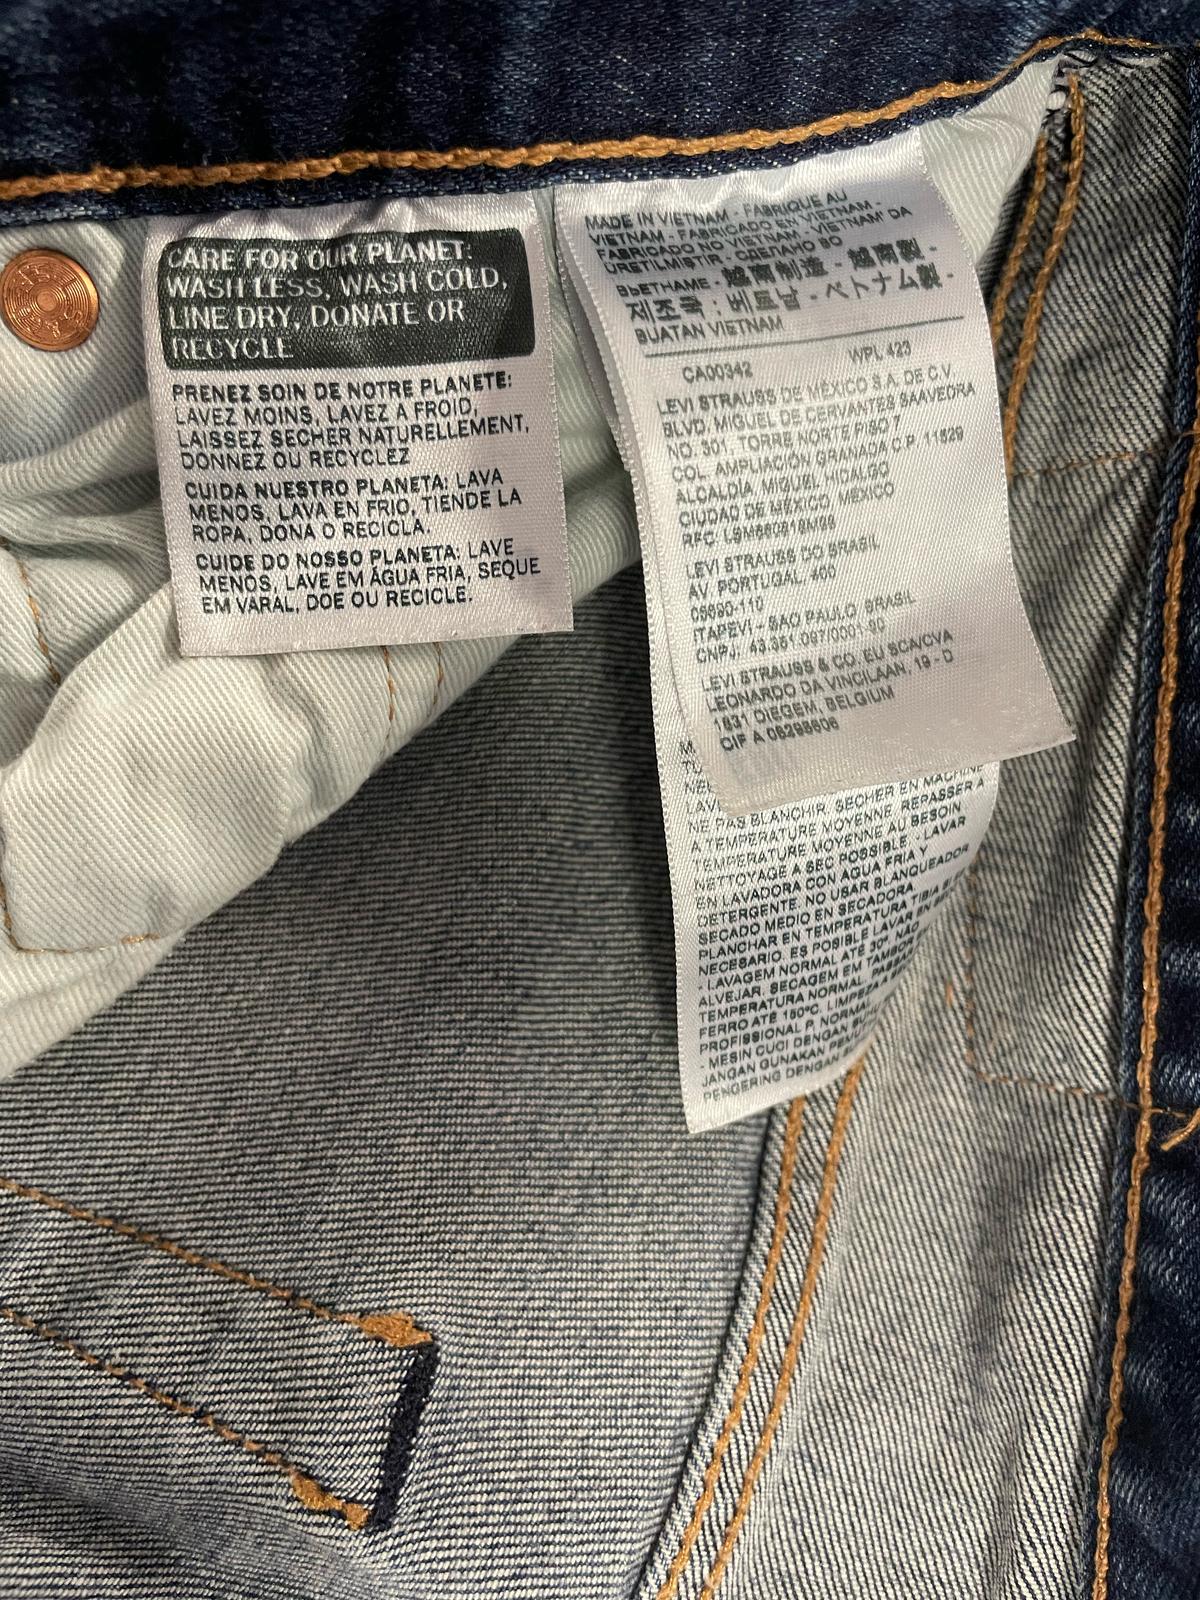 CARE FOR OUR PLANET:
WASH LESS, WASH COLD,
LINE DRY, DONATE OR
RECYCLE
PRENEZ SOIN DE NOTRE PLANETE:
LAVEZ MOINS, LAVEZ A FROID,
LAISSEZ SECHER NATURELLEMENT,
DONNEZ OU RECYCLEZ
CUIDA NUESTRO PLANETA: LAVA
MENOS, LAVA EN FRIO, TIENDE LA
ROPA, DONA O RECICLA.
CUIDE DO NOSSO PLANETA: LAVE
MENOS, LAVE EM ÁGUA FRIA, SEQUE
EM VARAL, DOE OU RECICLE.
MADE IN VIETNAM - FABRIQUE AU
VIETNAM - FABRICADO EN VIETNAM -
FABRICADO NO VIETNAM - VIETNAM' DA
ÜRETILMISTIR - СДЕЛАНО ВО
ВЬЕТНАМЕ - 越南制造 - 越南製 -
제조국 : 베트남 - ベトナム製 -
BUATAN VIETNAM
CA00342 WPL 423
LEVI STRAUSS DE MÉXICO S.A. DE C.V.
BLVD. MIGUEL DE CERVANTES SAAVEDRA
NO. 301. TORRE NORTE PISO 7
COL. AMPLIACIÓN GRANADA C.P. 11529
ALCALDÍA. MIGUEL HIDALGO
CIUDAD DE MÉXICO MEXICO
RFC:
LEVI STRAUSS DO BRASIL
AV. PORTUGAL, 400
06690-110
ITAPEVI - SAO PAULO BRASIL
CNPJ:
LEVI STRAUSS & CO. EU SCA/CVA
LEONARDO DA VINCILAAN, 19 - D
1831 DIEGEM, BELGIUM
CIF A 08298606
SECHER EN MACHINE
NE PAS BLANCHIR. REPASSER A
A TEMPERATURE MOYENNE.
TEMPERATURE MOYENNE AU BESOIN
NETTOYAGE A SEC POSSIBLE. - LAVAR
EN LAVADORA CON AGUA FRIA Y
DETERGENTE. NO USAR BLANQUEADOR
SECADO MEDIO EN SECADORA.
PLANCHAR EN TEMPERATURA TIBIA SI
NECESARIO. ES POSIBLE LAVAR EN
- LAVAGEM NORMAL ATÉ 30°. NÃO
ALVEJAR. SECAGEM EM TAMBOR
TEMPERATURA NORMAL.
FERRO ATÉ 150°C. LIMPEZA A
PROFISSIONAL P. NORMAL.
- MESIN CUCI DENGAN
JANGAN GUNAKAN
PENGERING DENGAN